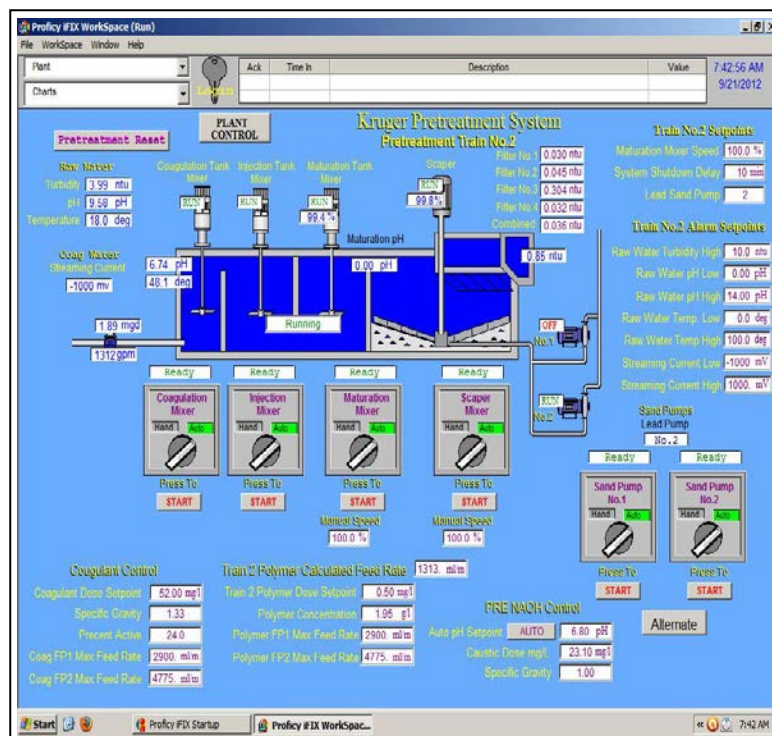 Proficy iFIX WorkSpace (Run)
File WorkSpace Window Help
Plant
Charts
Login
Ack Time In Description Value
7:42:56 AM
9/21/2012
PLANT CONTROL
Pretreatment Reset
Kruger Pretreatment System
Pretreatment Train No.2
Raw Water
Turbidity 3.99 ntu
pH 9.58 pH
Temperature 18.0 deg
Coag Water
Streaming Current
-1000 mv
1.89 mgd
1312 gpm
Coagulation Tank Mixer
RUN
Injection Tank Mixer
RUN
Maturation Tank Mixer
RUN
99.4 %
Scaper
RUN
99.8%
Filter No.1 0.030 ntu
Filter No.2 0.045 ntu
Filter No.3 0.304 ntu
Filter No.4 0.032 ntu
Combined 0.036 ntu
Maturation pH
6.74 pH
48.1 deg
0.00 pH
0.85 ntu
Running
OFF
No.1
RUN
No.2
Train No.2 Setpoints
Maturation Mixer Speed 100.0 %
System Shutdown Delay 10 min
Lead Sand Pump 2
Train No.2 Alarm Setpoints
Raw Water Turbidity High 10.0 ntu
Raw Water pH Low 0.00 pH
Raw Water pH High 14.00 pH
Raw Water Temp. Low 0.0 deg
Raw Water Temp High 100.0 deg
Streaming Current Low -1000 mV
Streaming Current High 1000. mV
Ready
Coagulation Mixer
Hand Auto
Press To
START
Ready
Injection Mixer
Hand Auto
Press To
START
Ready
Maturation Mixer
Hand Auto
Press To
START
Manual Speed
100.0 %
Ready
Scaper Mixer
Hand Auto
Press To
START
Manual Speed
100.0 %
Sand Pumps
Lead Pump
No.2
Ready
Sand Pump No.1
Hand Auto
Press To
START
Ready
Sand Pump No.2
Hand Auto
Press To
START
Alternate
Coagulant Control
Coagulant Dose Setpoint 52.00 mg/l
Specific Gravity 1.33
Precent Active 24.0
Coag FP1 Max Feed Rate 2900. ml/m
Coag FP2 Max Feed Rate 4775. ml/m
Train 2 Polymer Calculated Feed Rate 1313. ml/m
Train 2 Polymer Dose Setpoint 0.50 mg/l
Polymer Concentration 1.95 g/l
Polymer FP1 Max Feed Rate 2900. ml/m
Polymer FP2 Max Feed Rate 4775. ml/m
PRE NAOH Control
Auto pH Setpoint AUTO 6.80 pH
Caustic Dose mg/L 23.10 mg/l
Specific Gravity 1.00
Start Proficy iFIX Startup Proficy iFIX WorkSpac... 7:42 AM